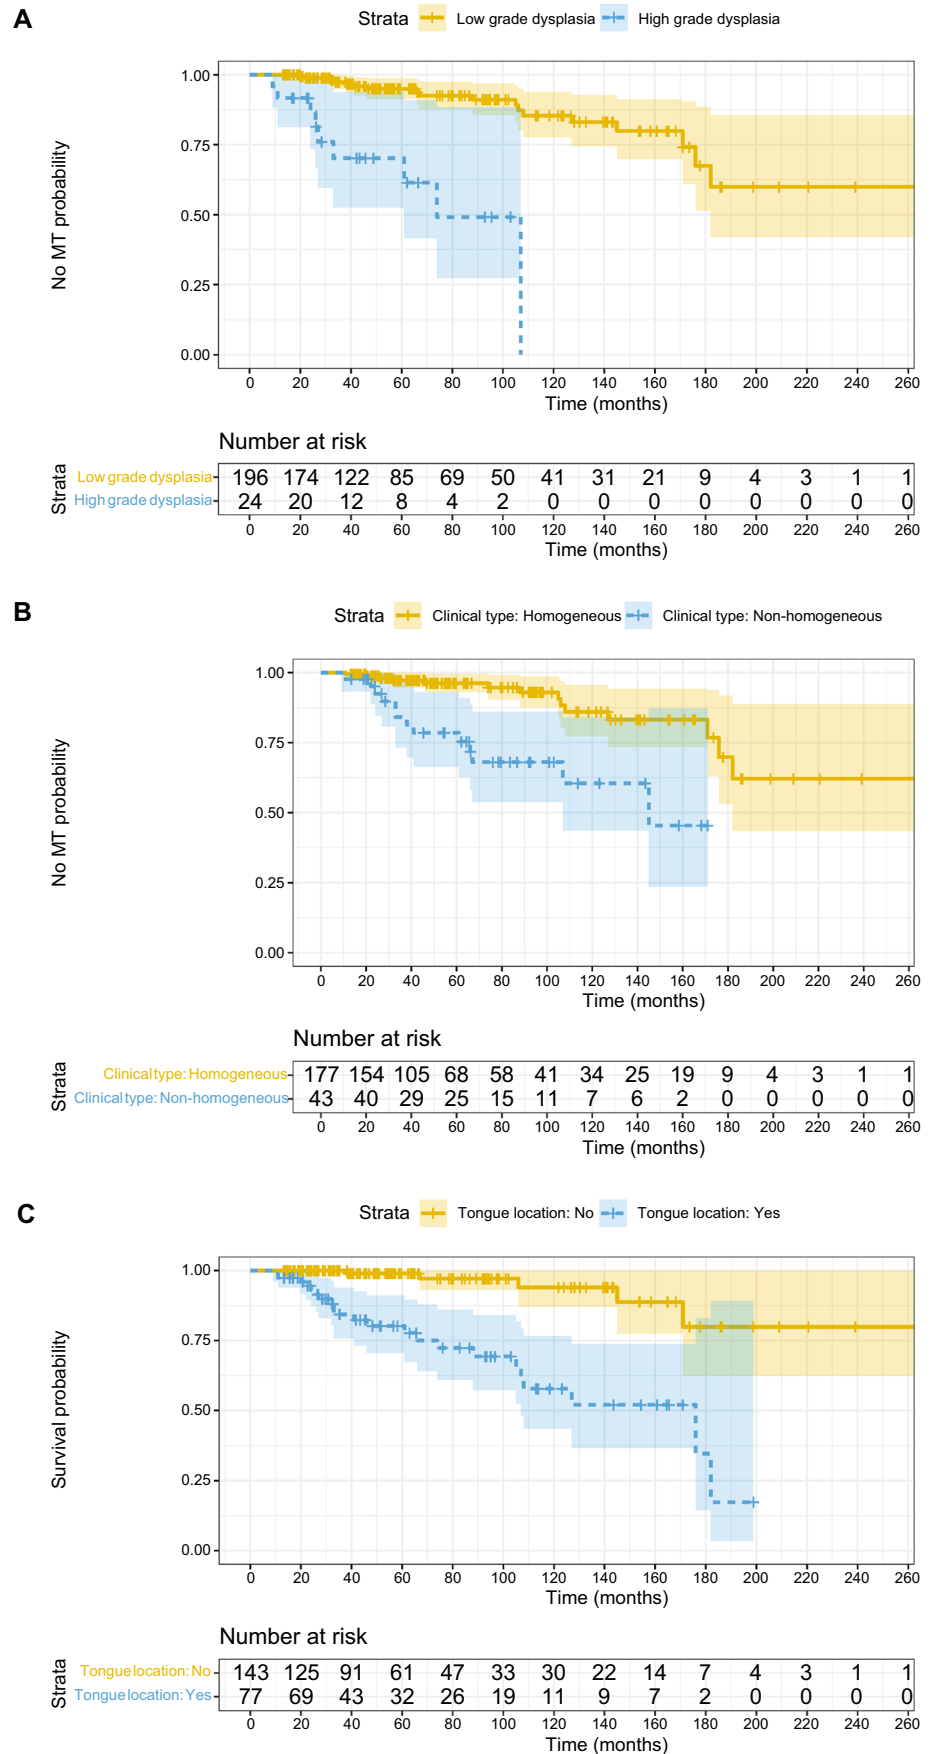 A
Strata Low grade dysplasia High grade dysplasia
1.00
0.75
0.50
0.25
0.00
No MT probability
0 20 40 60 80 100 120 140 160 180 200 220 240 260
Time (months)
Number at risk
Strata
Low grade dysplasia 196 174 122 85 69 50 41 31 21 9 4 3 1 1
High grade dysplasia 24 20 12 8 4 2 0 0 0 0 0 0 0 0
0 20 40 60 80 100 120 140 160 180 200 220 240 260
Time (months)
B
Strata Clinical type: Homogeneous Clinical type: Non-homogeneous
1.00
0.75
0.50
0.25
0.00
No MT probability
0 20 40 60 80 100 120 140 160 180 200 220 240 260
Time (months)
Number at risk
Strata
Clinical type: Homogeneous 177 154 105 68 58 41 34 25 19 9 4 3 1 1
Clinical type: Non-homogeneous 43 40 29 25 15 11 7 6 2 0 0 0 0 0
0 20 40 60 80 100 120 140 160 180 200 220 240 260
Time (months)
C
Strata Tongue location: No Tongue location: Yes
1.00
0.75
0.50
0.25
0.00
Survival probability
0 20 40 60 80 100 120 140 160 180 200 220 240 260
Time (months)
Number at risk
Strata
Tongue location: No 143 125 91 61 47 33 30 22 14 7 4 3 1 1
Tongue location: Yes 77 69 43 32 26 19 11 9 7 2 0 0 0 0
0 20 40 60 80 100 120 140 160 180 200 220 240 260
Time (months)